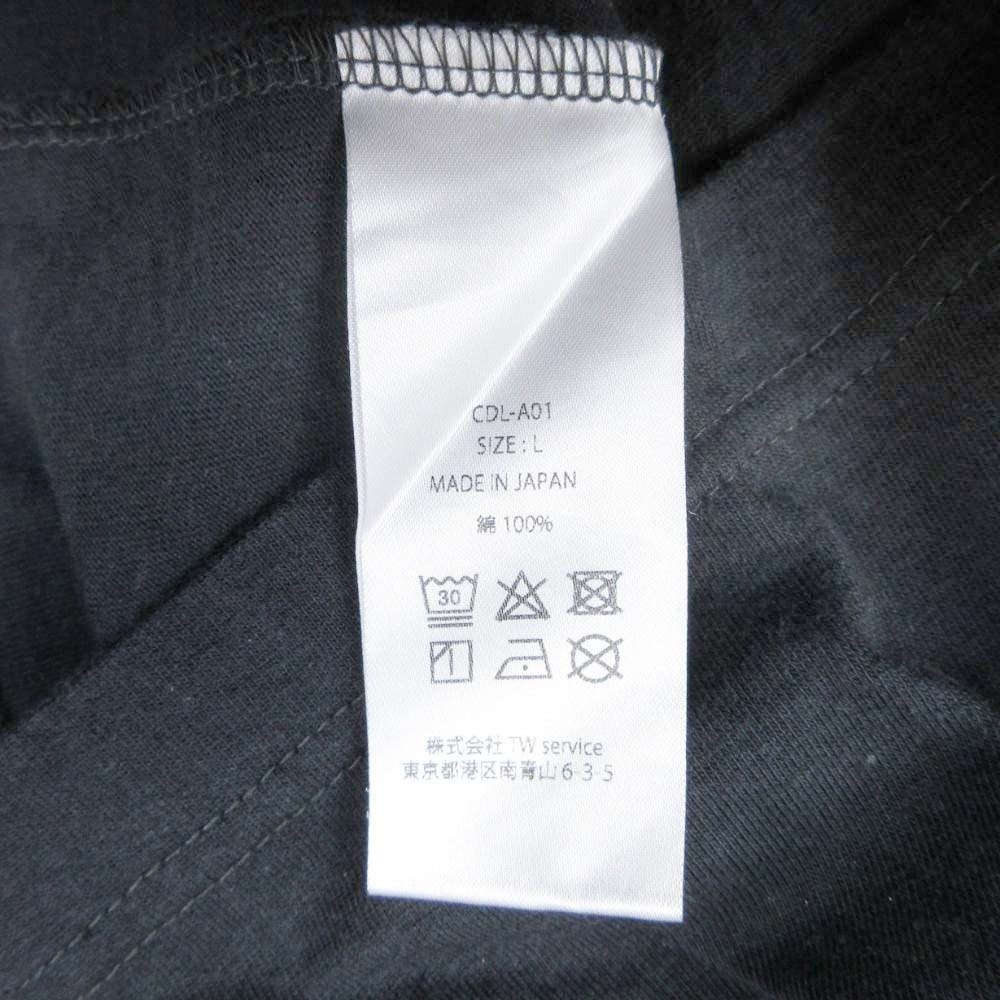 CDL-A01
SIZE : L
MADE IN JAPAN
綿 100%
30
株式会社 TW service
東京都港区南青山 6-3-5